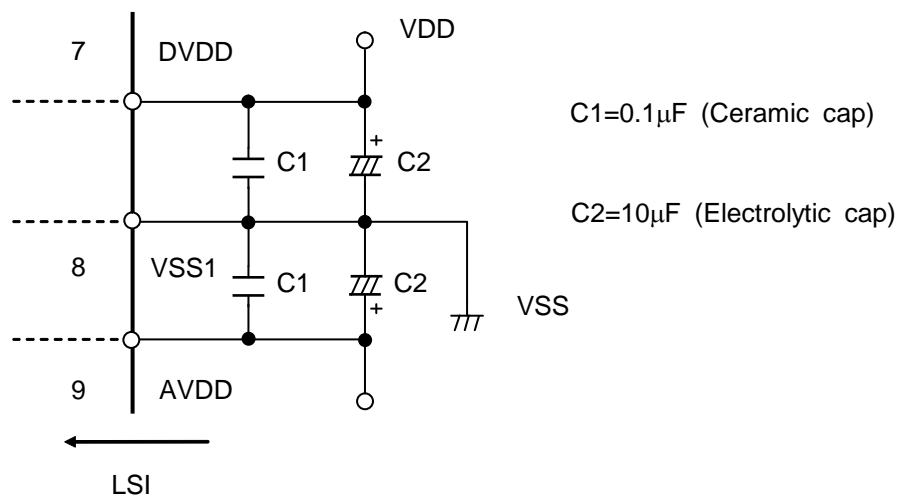 7 DVDD VDD
C1=0.1μF (Ceramic cap)
+
C1 C2
C2=10μF (Electrolytic cap)
8 VSS1 C1 C2
+
VSS
9 AVDD
LSI